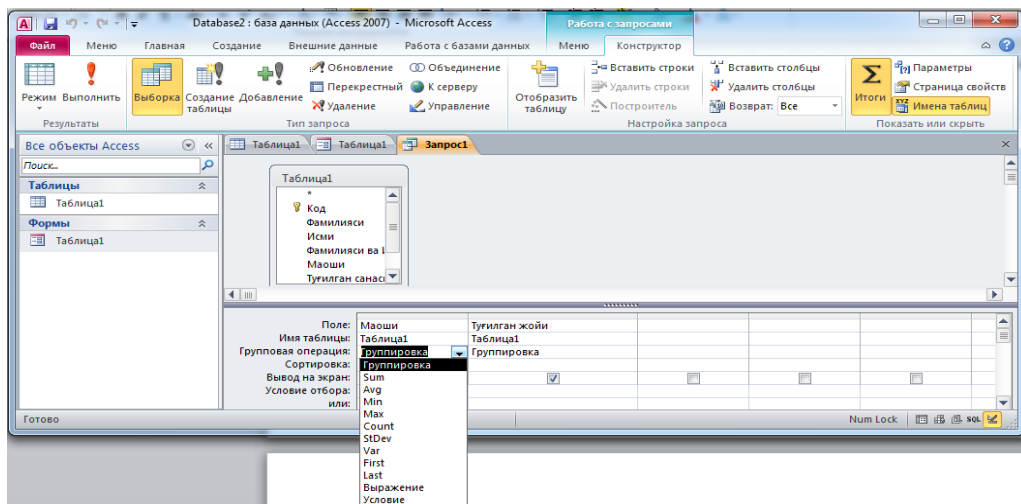 Database2 : база данных (Access 2007) - Microsoft Access
Работа с запросами
Файл Меню Главная Создание Внешние данные Работа с базами данных Меню Конструктор
Режим Выполнить Выборка Создание таблицы Добавление
Обновление Объединение
Перекрестный К серверу
Удаление Управление
Отобразить таблицу
Вставить строки Вставить столбцы
Удалить строки Удалить столбцы
Построитель Возврат: Все
Итоги
Параметры
Страница свойств
Имена таблиц
Результаты Тип запроса Настройка запроса Показать или скрыть
Все объекты Access
Таблица1 Таблица1 Запрос1
Поиск...
Таблицы
Таблица1
Формы
Таблица1
Таблица1
*
Код
Фамилияси
Исми
Фамилияси ва
Маоши
Туғилган санас
Поле: Маоши Туғилган жойи
Имя таблицы: Таблица1 Таблица1
Групповая операция: Группировка Группировка
Сортировка:
Вывод на экран:
Условие отбора:
или:
Группировка
Sum
Avg
Min
Max
Count
StDev
Var
First
Last
Выражение
Условие
Готово Num Lock SQL